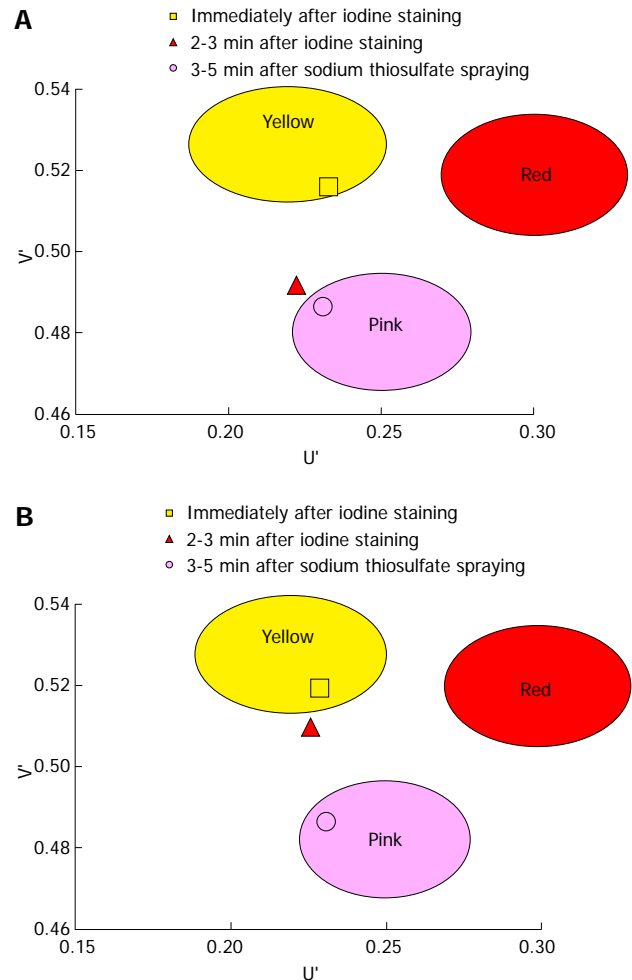 A
Immediately after iodine staining
2-3 min after iodine staining
3-5 min after sodium thiosulfate spraying
0.54
Yellow
0.52
Red
V'
0.50
0.48
Pink
0.46
0.15 0.20 0.25 0.30
U'
B
Immediately after iodine staining
2-3 min after iodine staining
3-5 min after sodium thiosulfate spraying
0.54
Yellow
0.52
Red
V'
0.50
0.48
Pink
0.46
0.15 0.20 0.25 0.30
U'